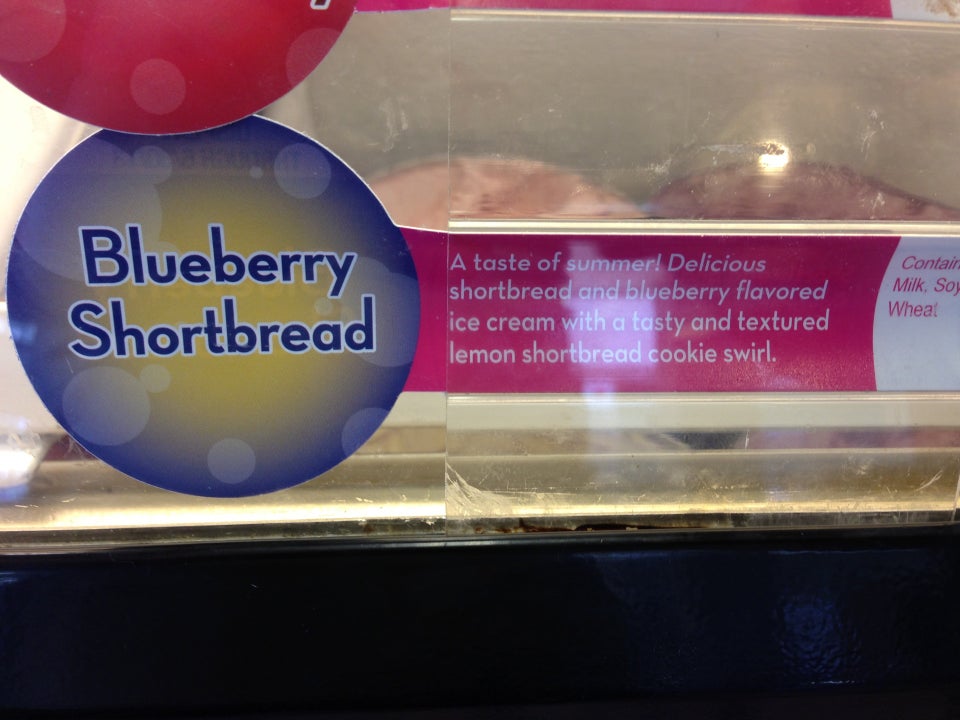 Blueberry
Shortbread
A taste of summer! Delicious
shortbread and blueberry flavored
ice cream with a tasty and textured
lemon shortbread cookie swirl.
Contain
Milk, Soy
Wheat